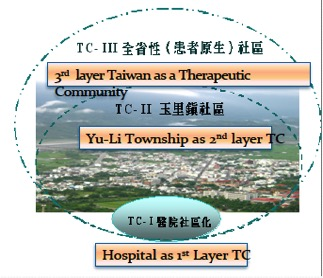 TC-III 全省性 (患者原生) 社區
3rd layer Taiwan as a Therapeutic
Community
TC-II 玉里鎮社區
Yu-Li Township as 2nd layer TC
TC-I 醫院社區化
Hospital as 1st Layer TC